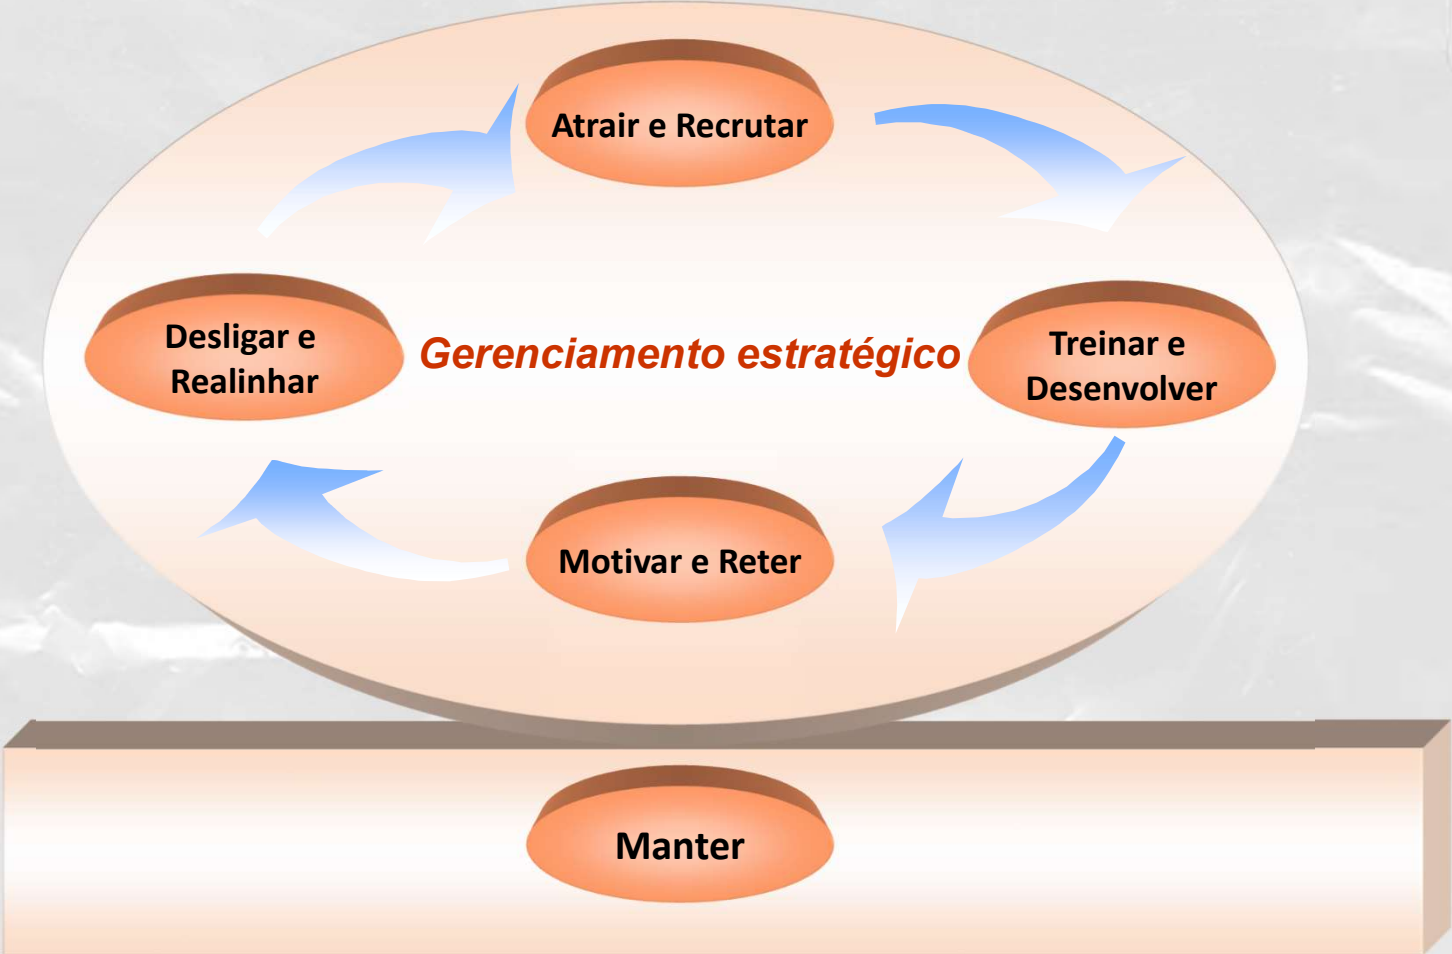 Atrair e Recrutar
Desligar e
Realinhar
Gerenciamento estratégico
Treinar e
Desenvolver
Motivar e Reter
Manter